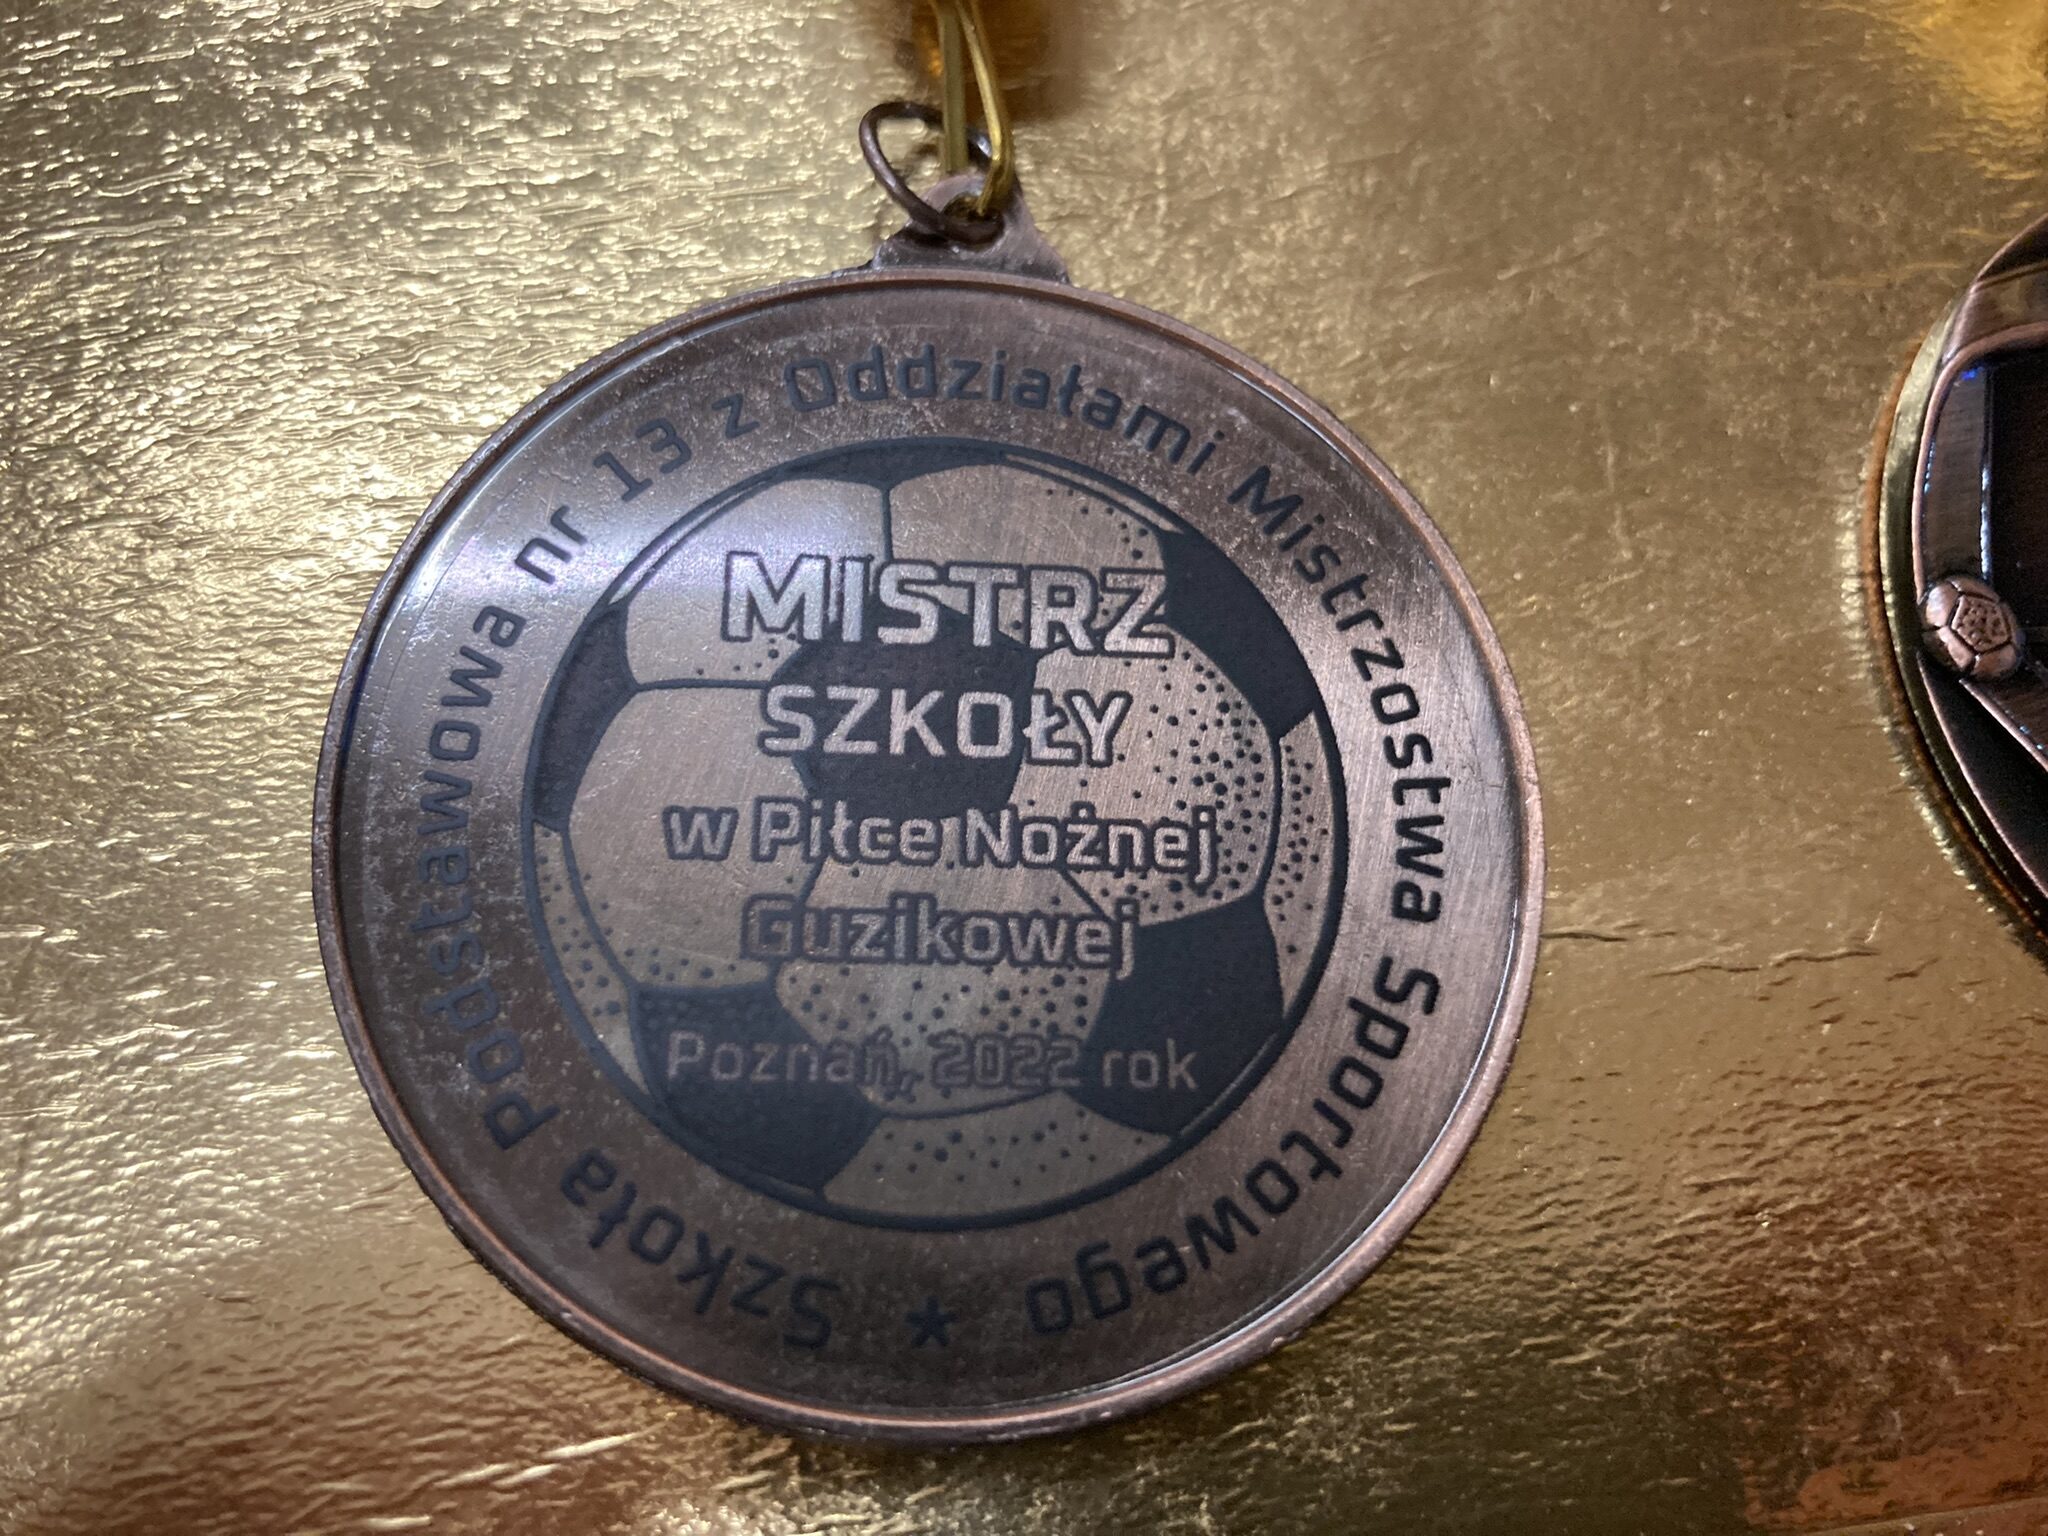 Szkoła Podstawowa nr 13 z Oddziałami Mistrzostwa Sportowego *
MISTRZ
SZKOŁY
w Piłce Nożnej
Guzikowej
Poznań, 2022 rok